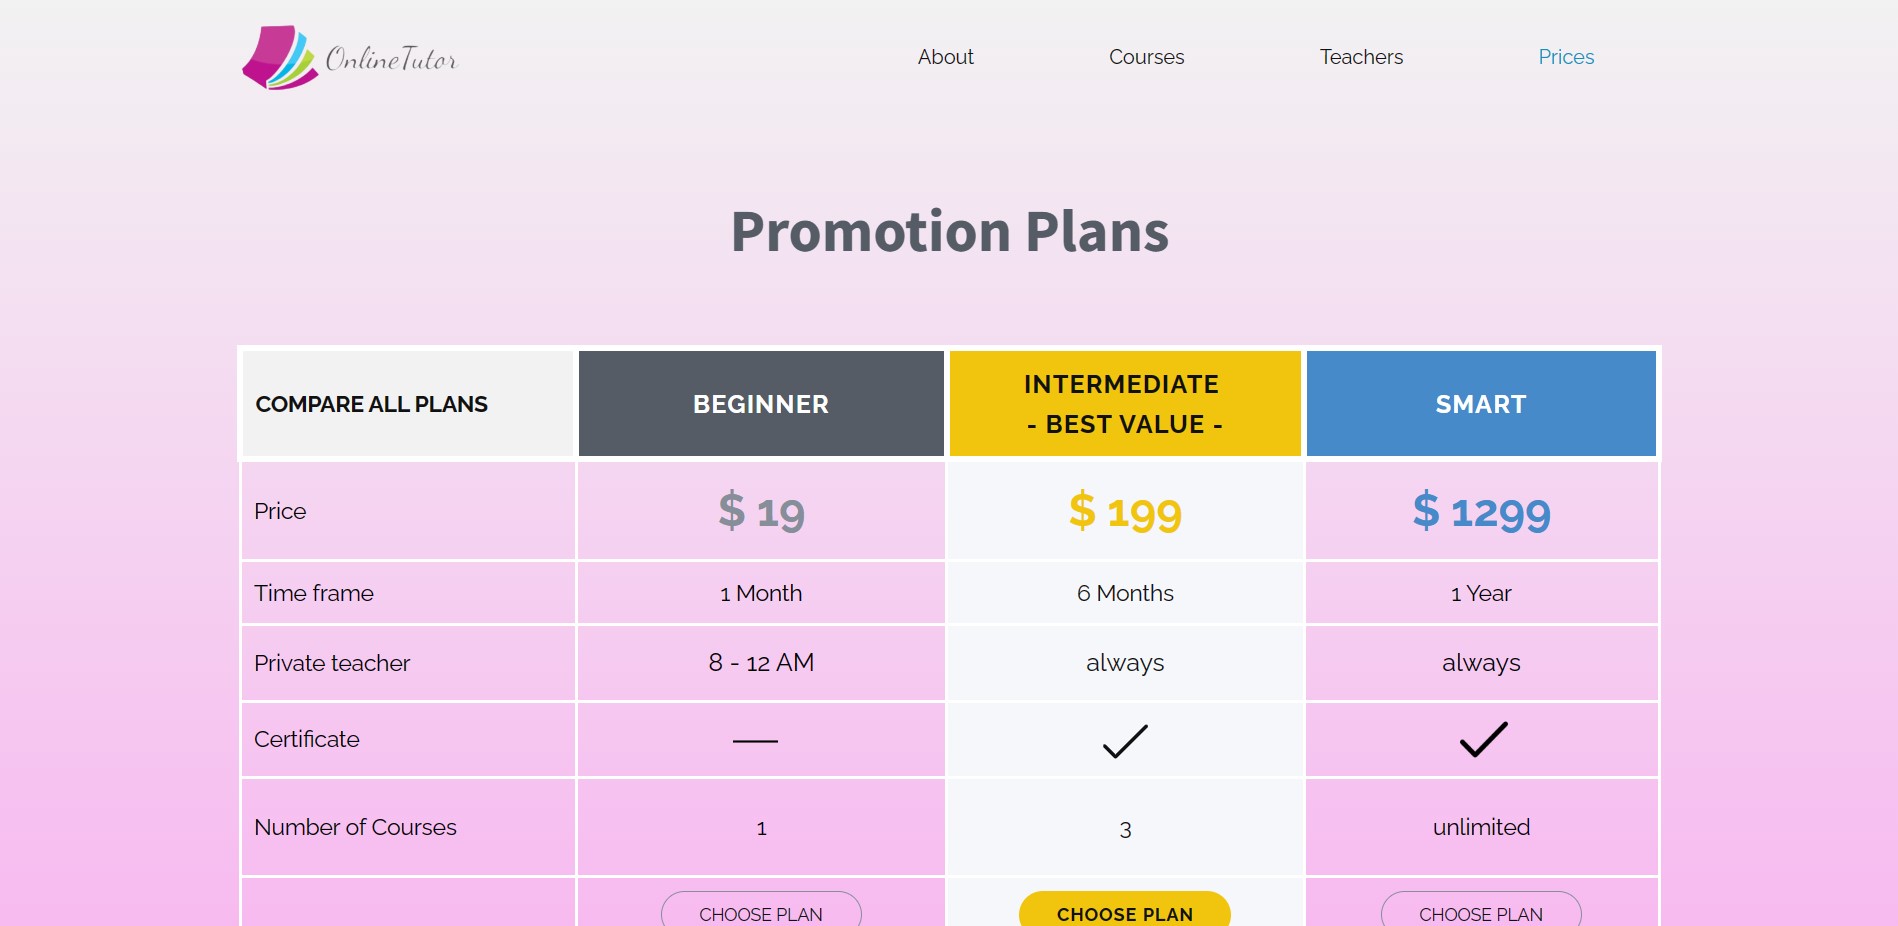 OnlineTutor
About Courses Teachers Prices
Promotion Plans
COMPARE ALL PLANS BEGINNER INTERMEDIATE - BEST VALUE - SMART
Price $ 19 $ 199 $ 1299
Time frame 1 Month 6 Months 1 Year
Private teacher 8 - 12 AM always always
Certificate
Number of Courses 1 3 unlimited
CHOOSE PLAN CHOOSE PLAN CHOOSE PLAN